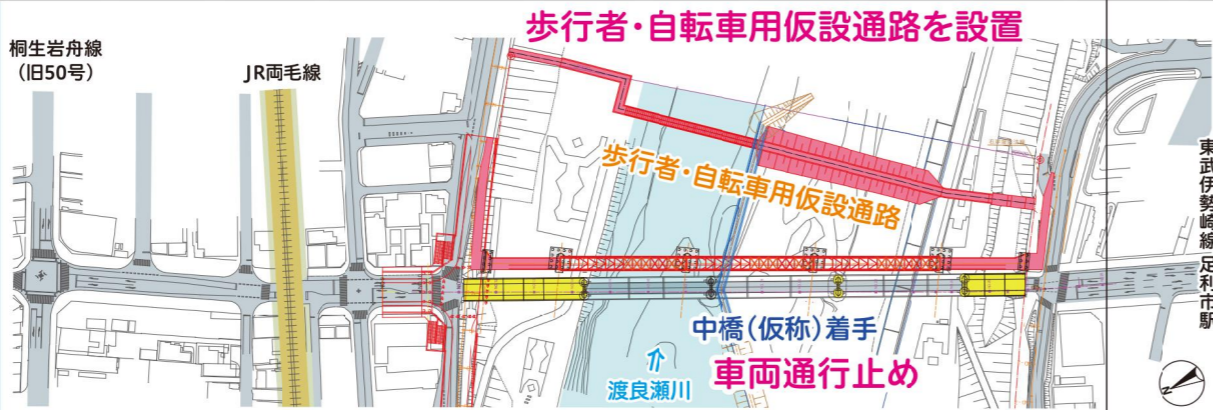 歩行者・自転車用仮設通路を設置
桐生岩舟線
（旧50号）
JR両毛線
歩行者・自転車用仮設通路
東武伊勢崎線 足利市駅
中橋（仮称）着手
車両通行止め
渡良瀬川
N